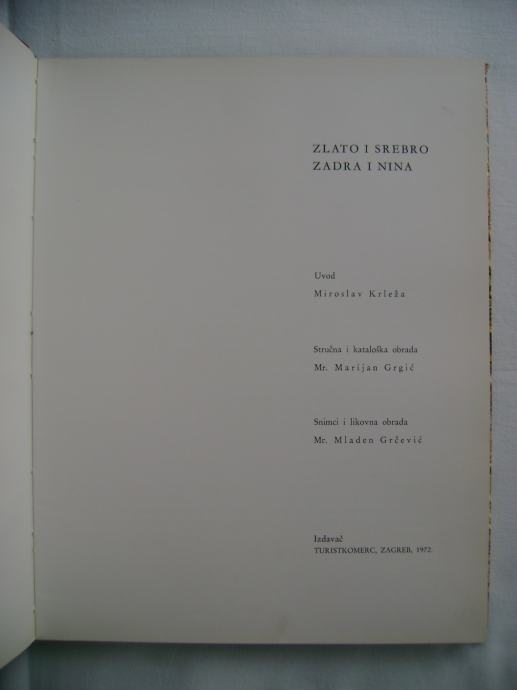 ZLATO I SREBRO
ZADRA I NINA
Uvod
Miroslav Krleža
Stručna i kataloška obrada
Mr. Marijan Grgić
Snimci i likovna obrada
Mr. Mladen Grčević
Izdavač
TURISTKOMERC, ZAGREB, 1972.